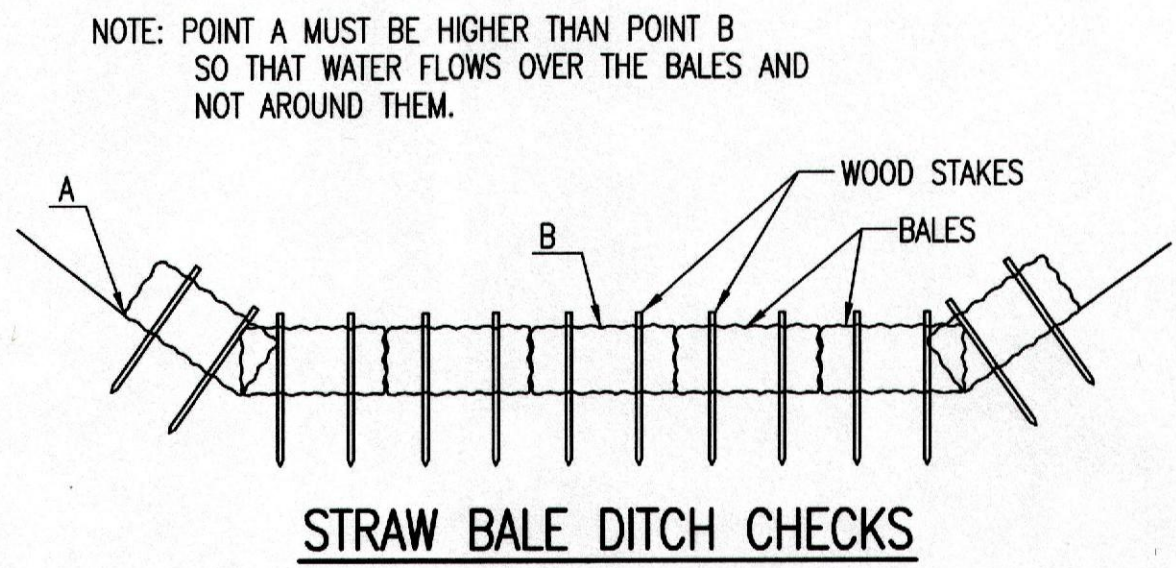 NOTE: POINT A MUST BE HIGHER THAN POINT B
SO THAT WATER FLOWS OVER THE BALES AND
NOT AROUND THEM.
A
WOOD STAKES
B
BALES
STRAW BALE DITCH CHECKS